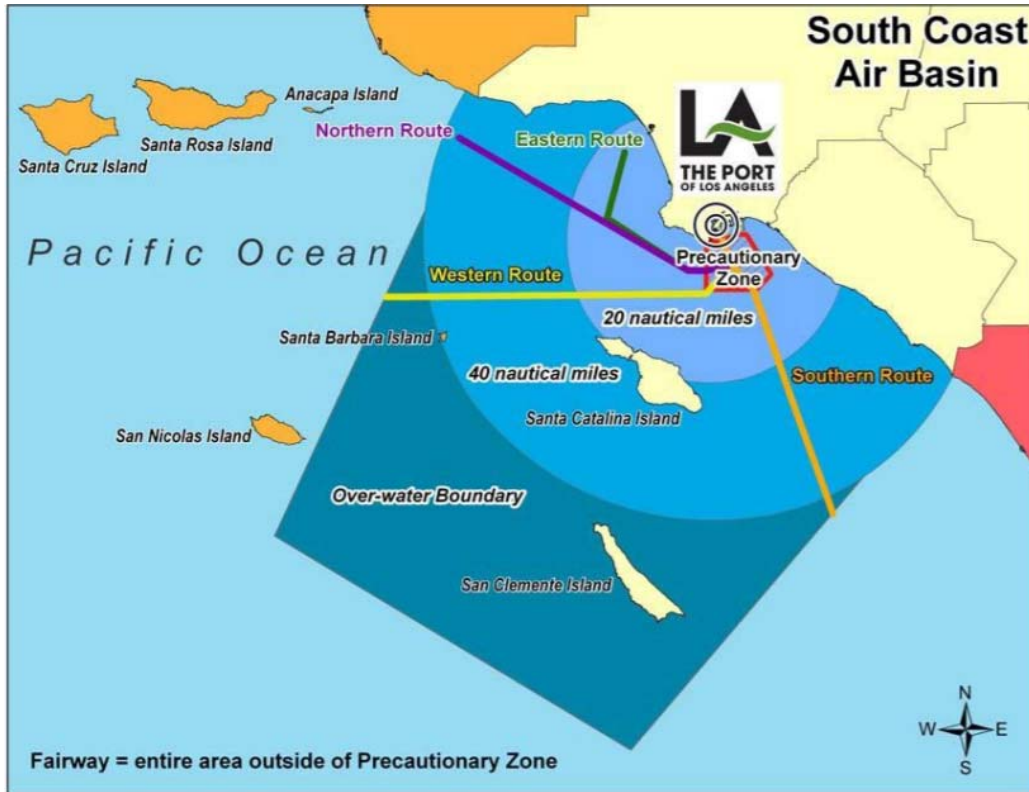 South Coast
Air Basin
Anacapa Island
Northern Route
Eastern Route
Santa Rosa Island
Santa Cruz Island
LA
THE PORT
OF LOS ANGELES
Pacific Ocean
Precautionary
Zone
Western Route
20 nautical miles
Santa Barbara Island
40 nautical miles
Southern Route
Santa Catalina Island
San Nicolas Island
Over-water Boundary
San Clemente Island
N
W
E
S
Fairway = entire area outside of Precautionary Zone